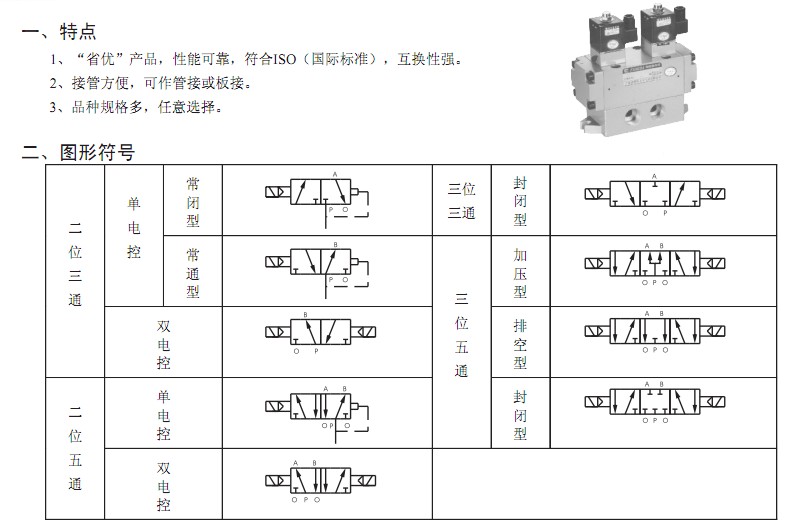 一、特点
1、“省优”产品，性能可靠，符合ISO（国际标准），互换性强。
2、接管方便，可作管接或板接。
3、品种规格多，任意选择。
二、图形符号
二位三通
单电控
常闭型
A
P O
常通型
B
P O
双电控
B
O P
二位五通
单电控
A B
O P O
双电控
A B
O P O
三位三通
封闭型
A
O P
三位五通
加压型
A B
O P O
排空型
A B
O P O
封闭型
A B
O P O